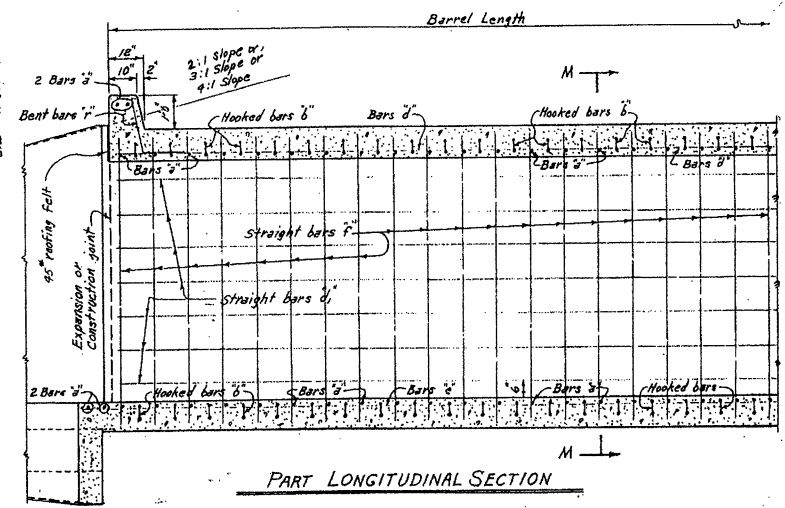 Barrel Length
18"
10"
2"
2:1 Slope or,
3:1 Slope or
4:1 Slope
M
2 Bars "a"
Bent bars "r"
Hooked bars "b"
Bars "d"
Hooked bars "b"
Bars "a"
Bars "a"
Bars "d"
45# roofing felt
Expansion or
Construction joint
Straight bars "f"
Straight bars "d1"
2 Bars "a"
Hooked bars "b"
Bars "a"
Bars "e"
Bars "a"
Hooked bars
M
PART LONGITUDINAL SECTION